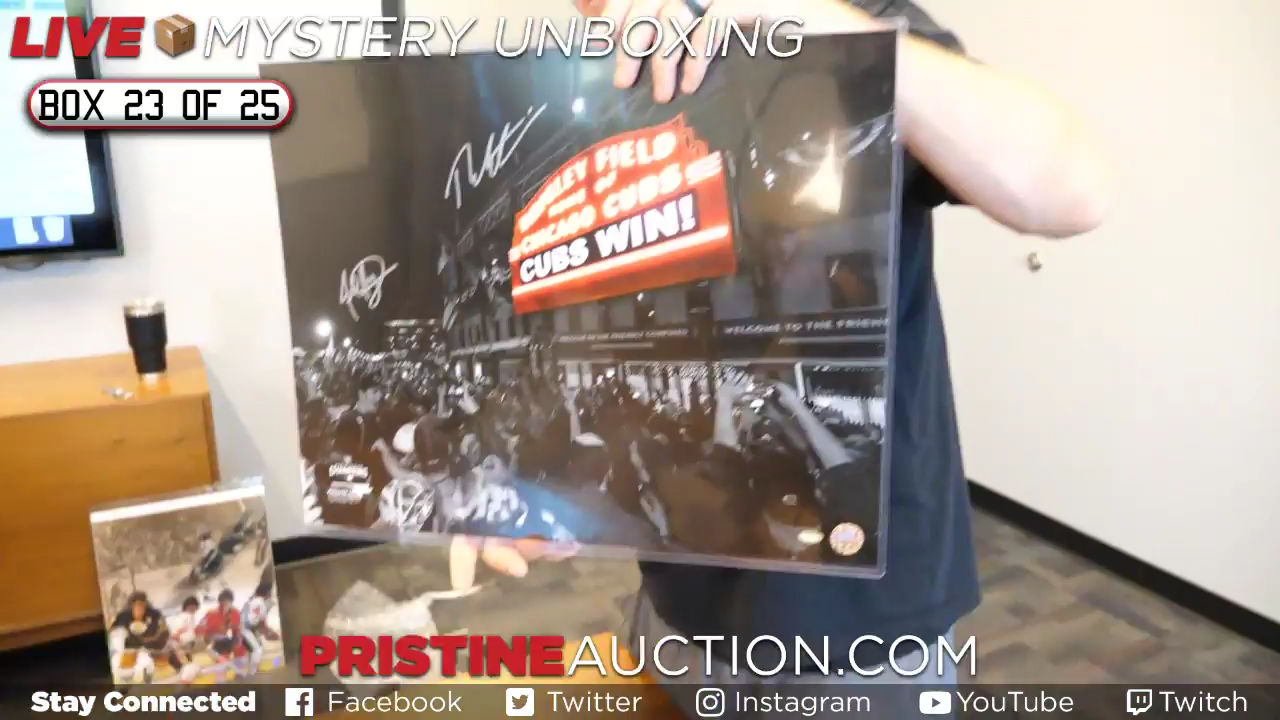 LIVE MYSTERY UNBOXING
BOX 23 OF 25
WRIGLEY FIELD
HOME OF
CHICAGO CUBS
CUBS WIN!
WELCOME TO THE FRIEN
PRISTINEAUCTION.COM
Stay Connected Facebook Twitter Instagram YouTube Twitch